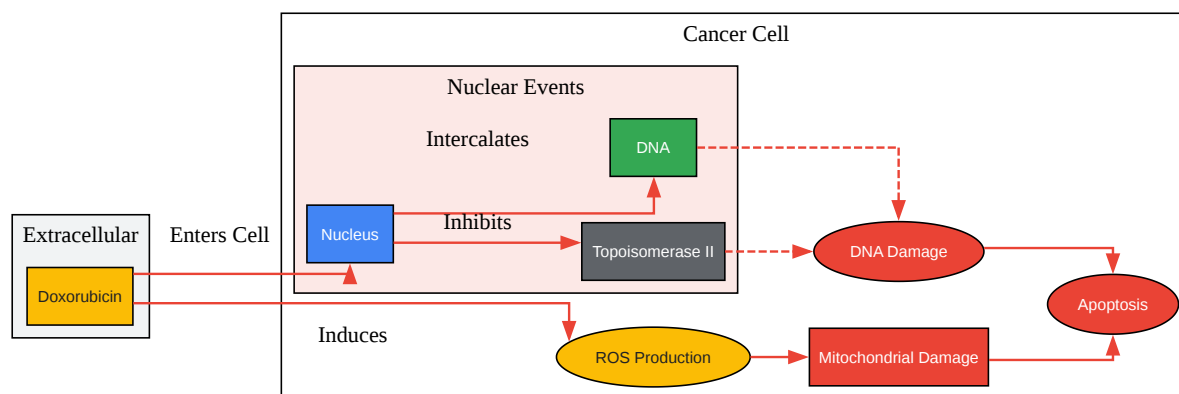 Cancer Cell
Nuclear Events
Intercalates
DNA
Inhibits
Nucleus
Extracellular
Enters Cell
Topoisomerase II
DNA Damage
Doxorubicin
Apoptosis
Induces
ROS Production
Mitochondrial Damage